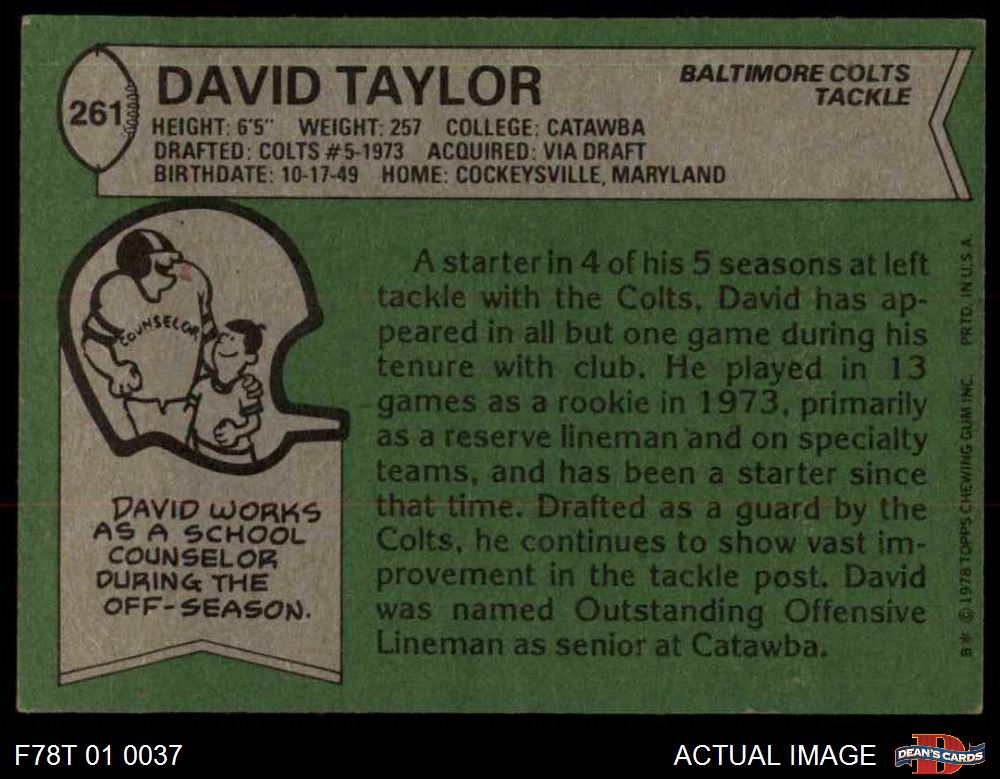 261
DAVID TAYLOR
BALTIMORE COLTS
TACKLE
HEIGHT: 6'5" WEIGHT: 257 COLLEGE: CATAWBA
DRAFTED: COLTS #5-1973 ACQUIRED: VIA DRAFT
BIRTHDATE: 10-17-49 HOME: COCKEYSVILLE, MARYLAND
COUNSELOR
DAVID WORKS
AS A SCHOOL
COUNSELOR
DURING THE
OFF-SEASON.
A starter in 4 of his 5 seasons at left
tackle with the Colts, David has ap-
peared in all but one game during his
tenure with club. He played in 13
games as a rookie in 1973, primarily
as a reserve lineman and on specialty
teams, and has been a starter since
that time. Drafted as a guard by the
Colts, he continues to show vast im-
provement in the tackle post. David
was named Outstanding Offensive
Lineman as senior at Catawba.
B* © 1978 TOPPS CHEWING GUM INC. PRTD. IN U.S.A.
F78T 01 0037
ACTUAL IMAGE
DEAN'S CARDS